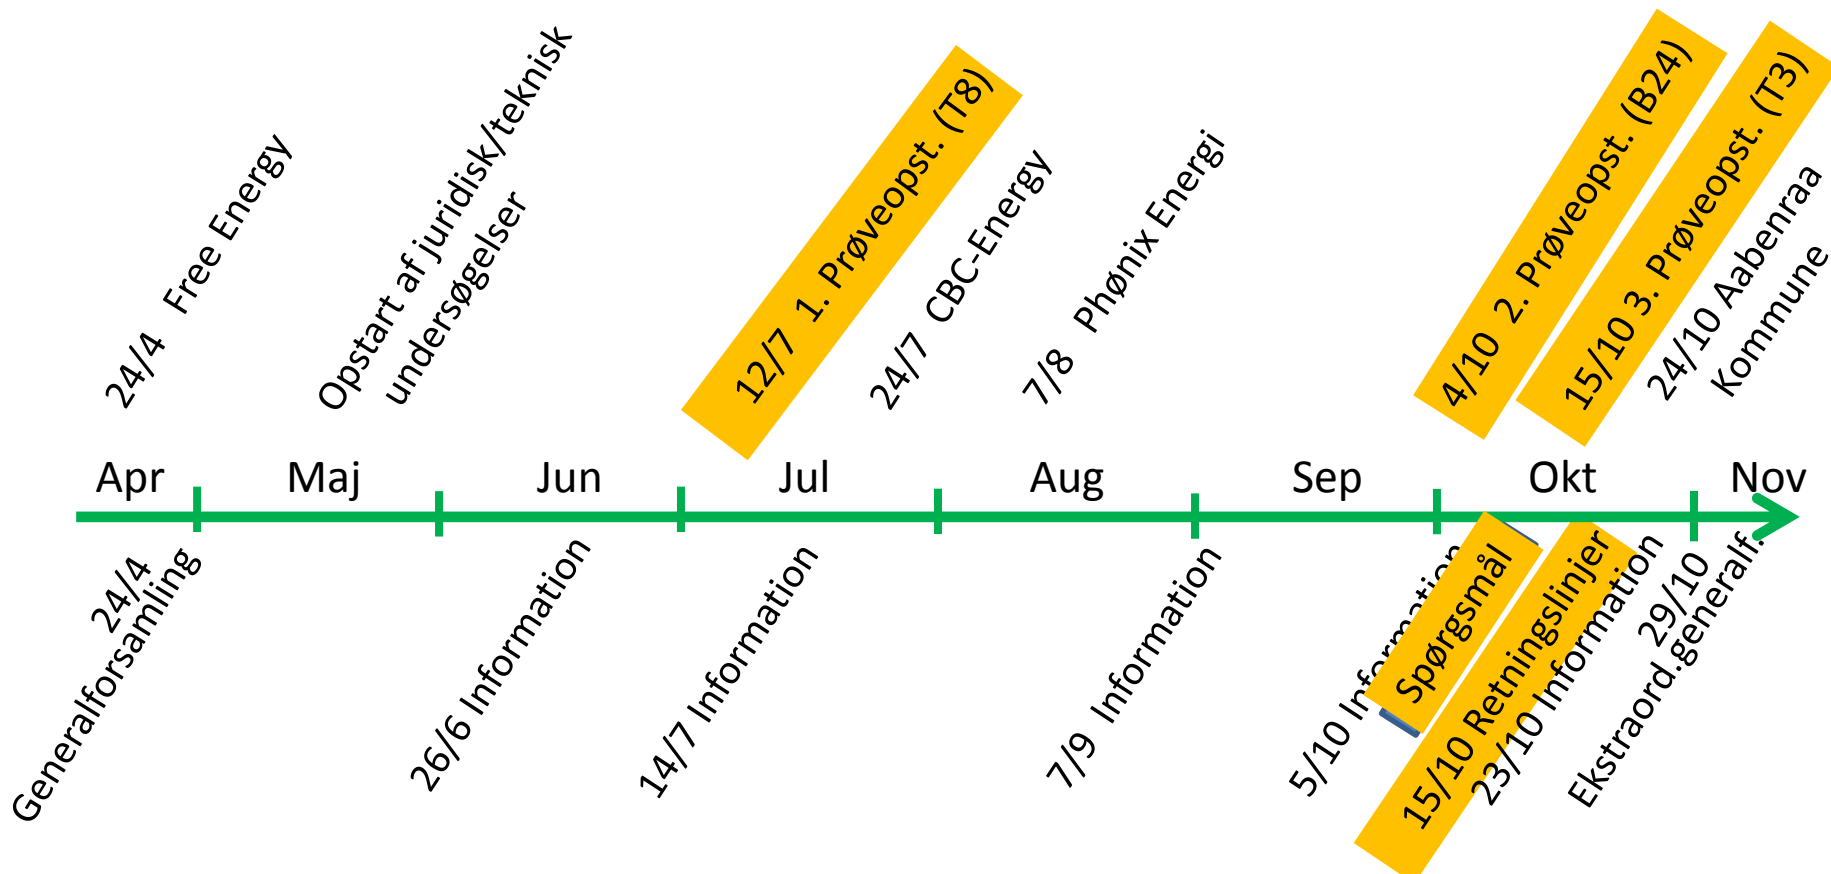 24/4 Free Energy
Opstart af juridisk/teknisk
undersøgelser
12/7 1. Prøveopst. (T8)
24/7 CBC-Energy
7/8 Phønix Energi
4/10 2. Prøveopst. (B24)
15/10 3. Prøveopst. (T3)
24/10 Aabenraa
Kommune
Apr
Maj
Jun
Jul
Aug
Sep
Okt
Nov
24/4
Generalforsamling
26/6 Information
14/7 Information
7/9 Information
5/10 Information
Spørgsmål
15/10 Retningslinjer
23/10 Information
29/10
Ekstraord.generalf.